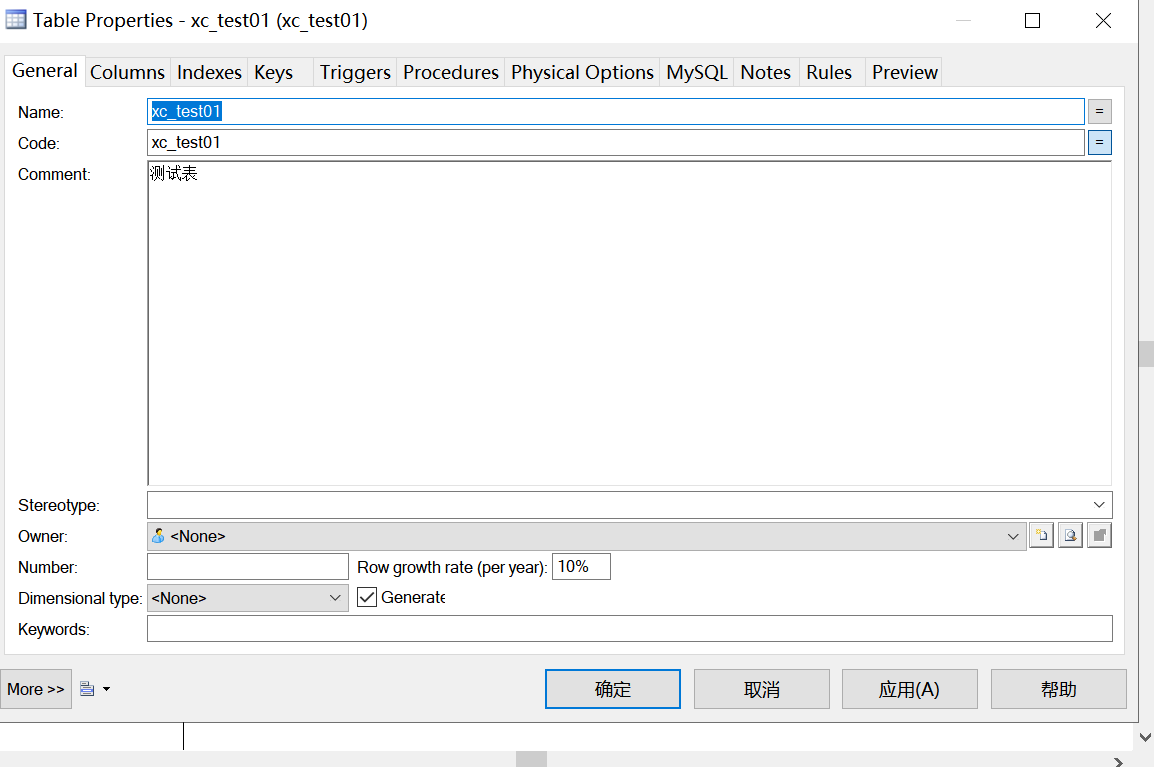 Table Properties - xc_test01 (xc_test01)
General Columns Indexes Keys Triggers Procedures Physical Options MySQL Notes Rules Preview
Name: xc_test01 =
Code: xc_test01 =
Comment: 测试表
Stereotype:
Owner: <None>
Number: Row growth rate (per year): 10%
Dimensional type: <None> Generate
Keywords:
More >> 确定 取消 应用(A) 帮助